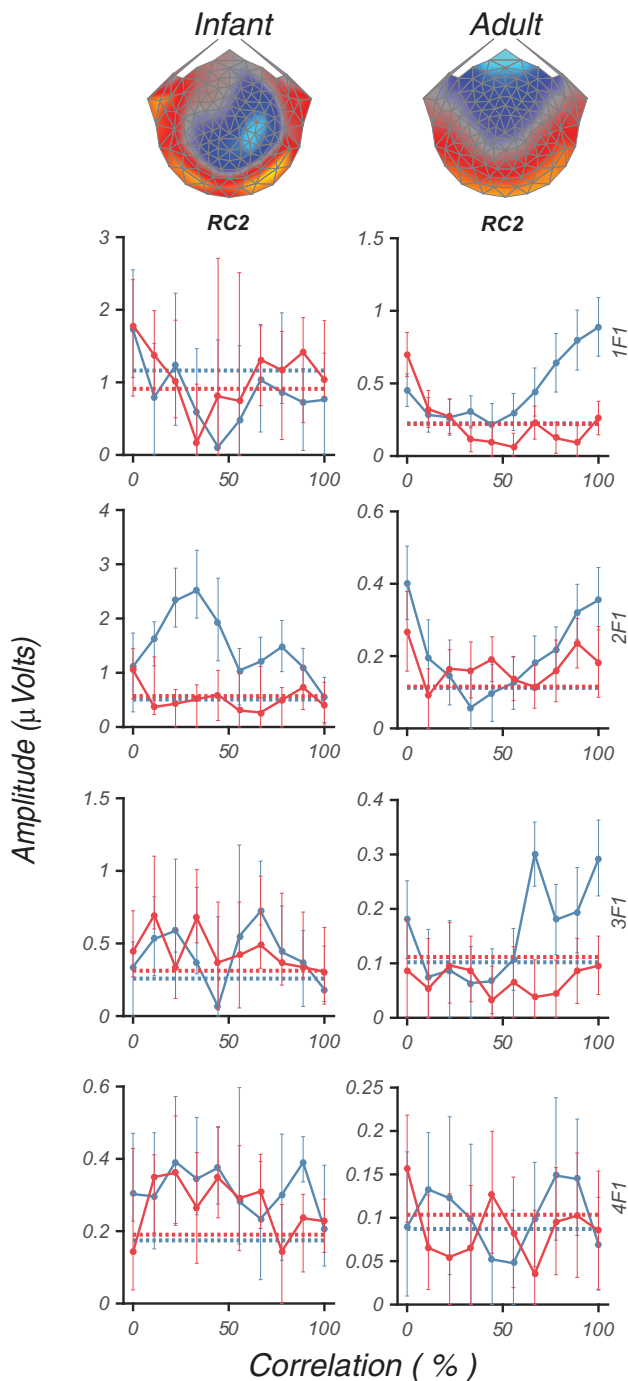 Infant Adult
RC2 RC2
3 1
2
1 0.5
0 0
0 50 100 0 50 100
1F1
4 0.6
3 0.4
2
1 0.2
0 0
0 50 100 0 50 100
2F1
Amplitude (μ Volts)
1.5 0.4
1 0.3
0.2
0.5 0.1
0 0
0 50 100 0 50 100
3F1
0.6 0.25
0.2
0.4 0.15
0.2 0.1
0.05
0 0
0 50 100 0 50 100
4F1
Correlation ( % )